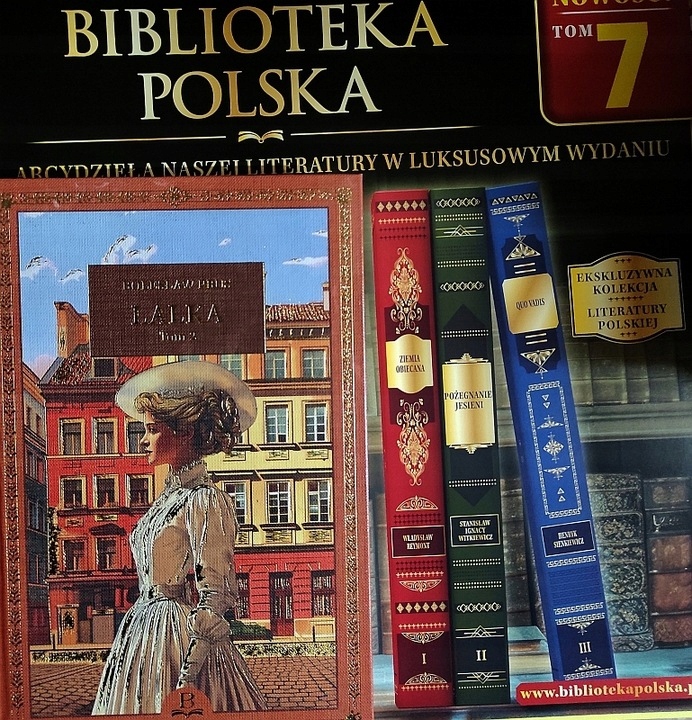 BIBLIOTEKA
POLSKA
NOWOŚĆ!
TOM 7
ARCYDZIEŁA NASZEJ LITERATURY W LUKSUSOWYM WYDANIU
BOLESŁAW PRUS
LALKA
Tom 2
B
ZIEMIA
OBIECANA
WŁADYSŁAW
REYMONT
I
POŻEGNANIE
JESIENI
STANISŁAW
IGNACY
WITKIEWICZ
II
QUO VADIS
HENRYK
SIENKIEWICZ
III
EKSKLUZYWNA
KOLEKCJA
LITERATURY
POLSKIEJ
www.bibliotekapolska.p